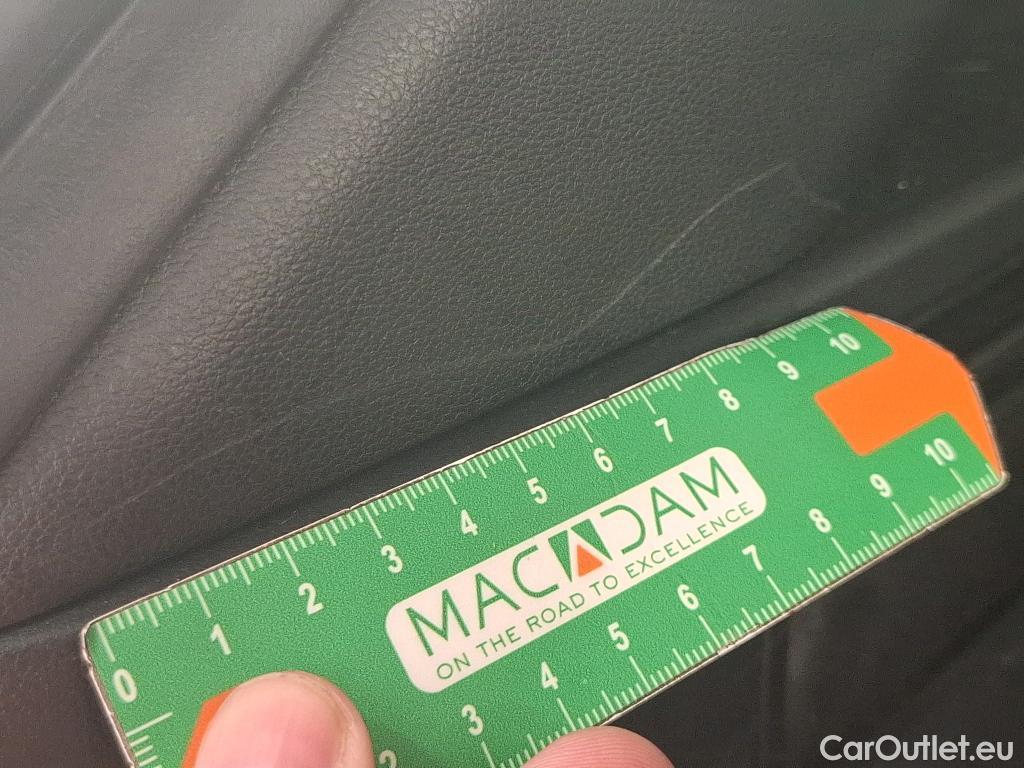 0 1 2 3 4 5 6 7 8 9 10
MACADAM
ON THE ROAD TO EXCELLENCE
2 3 4 5 6 7 8 9 10
CarOutlet.eu